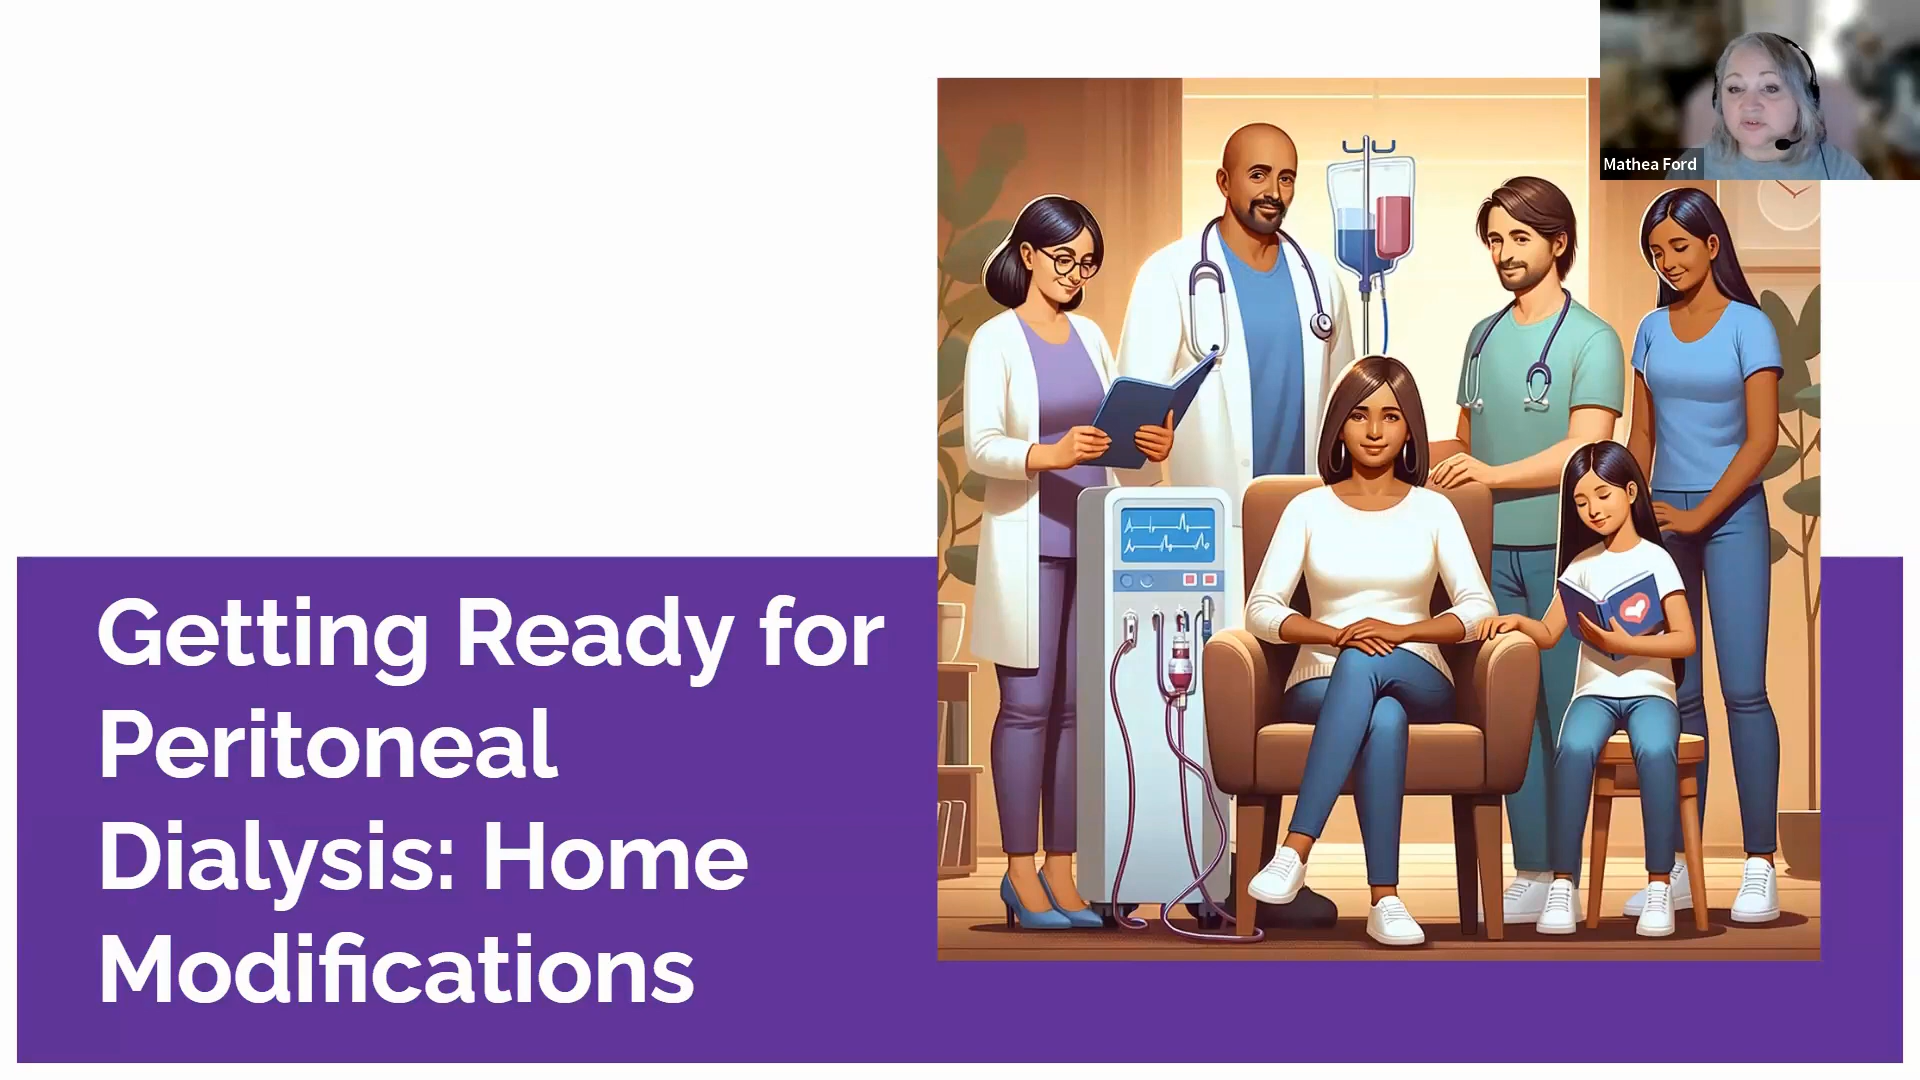 Mathea Ford
Getting Ready for
Peritoneal
Dialysis: Home
Modifications